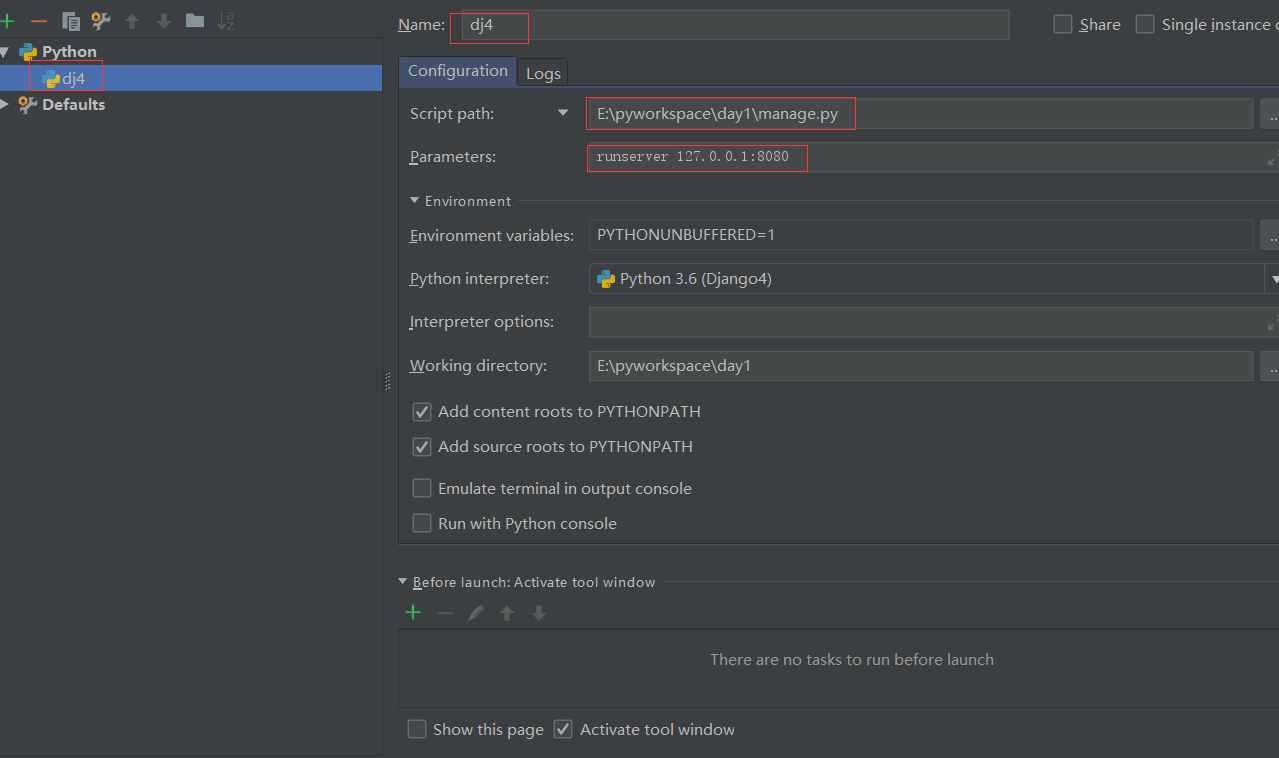 Name: dj4 Share Single instance o
Python
dj4
Defaults
Configuration Logs
Script path: E:\pyworkspace\day1\manage.py ...
Parameters: runserver 127.0.0.1:8080
Environment
Environment variables: PYTHONUNBUFFERED=1 ...
Python interpreter: Python 3.6 (Django4)
Interpreter options:
Working directory: E:\pyworkspace\day1 ...
Add content roots to PYTHONPATH
Add source roots to PYTHONPATH
Emulate terminal in output console
Run with Python console
Before launch: Activate tool window
There are no tasks to run before launch
Show this page Activate tool window